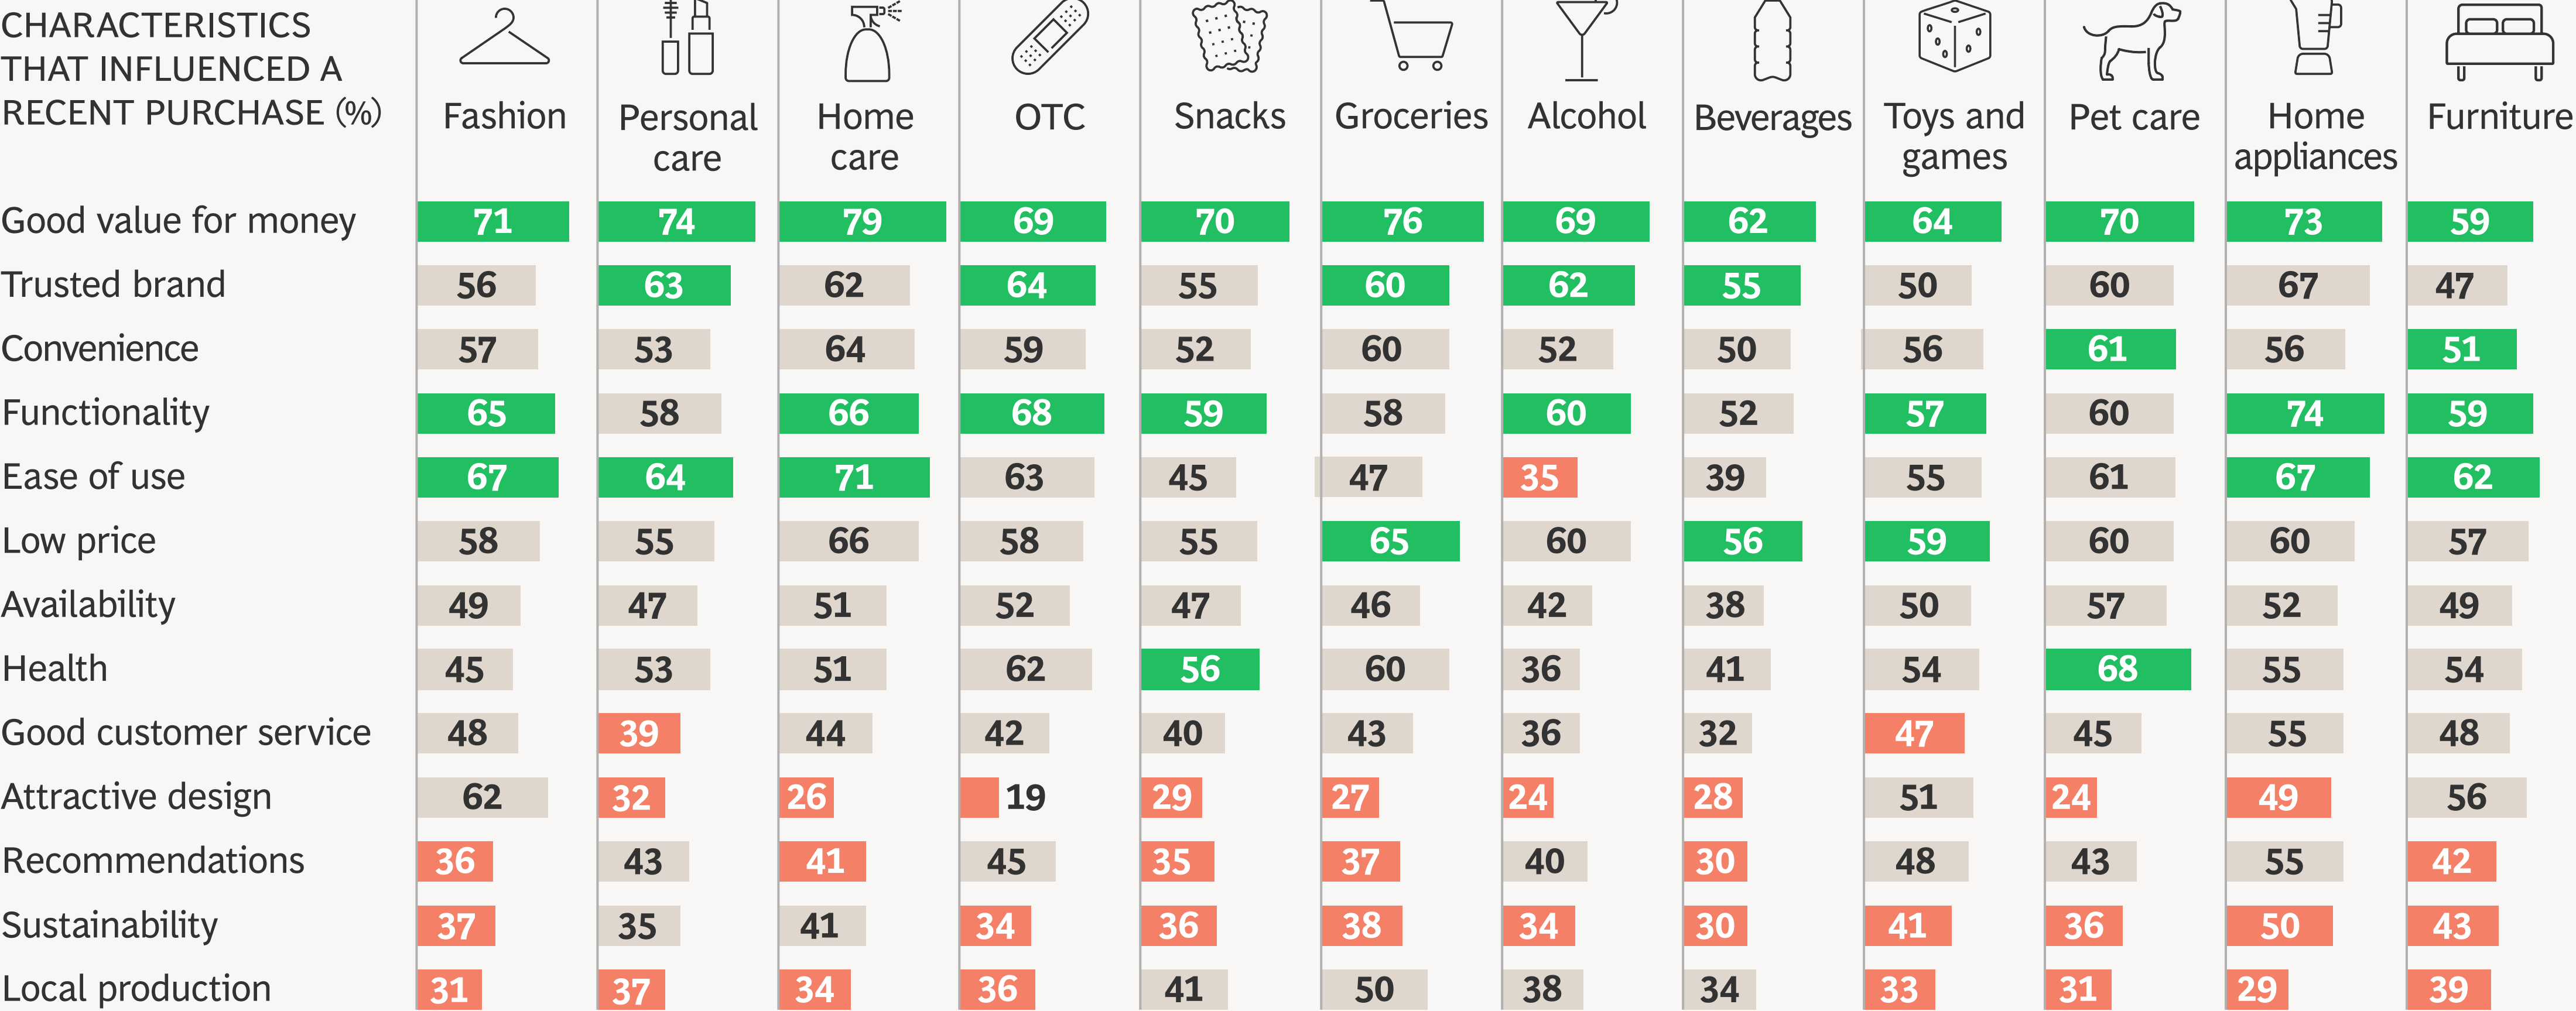 CHARACTERISTICS
THAT INFLUENCED A
RECENT PURCHASE (%)
Fashion
Personal
care
Home
care
OTC
Snacks
Groceries
Alcohol
Beverages
Toys and
games
Pet care
Home
appliances
Furniture
Good value for money 71 74 79 69 70 76 69 62 64 70 73 59
Trusted brand 56 63 62 64 55 60 62 55 50 60 67 47
Convenience 57 53 64 59 52 60 52 50 56 61 56 51
Functionality 65 58 66 68 59 58 60 52 57 60 74 59
Ease of use 67 64 71 63 45 47 35 39 55 61 67 62
Low price 58 55 66 58 55 65 60 56 59 60 60 57
Availability 49 47 51 52 47 46 42 38 50 57 52 49
Health 45 53 51 62 56 60 36 41 54 68 55 54
Good customer service 48 39 44 42 40 43 36 32 47 45 55 48
Attractive design 62 32 26 19 29 27 24 28 51 24 49 56
Recommendations 36 43 41 45 35 37 40 30 48 43 55 42
Sustainability 37 35 41 34 36 38 34 30 41 36 50 43
Local production 31 37 34 36 41 50 38 34 33 31 29 39